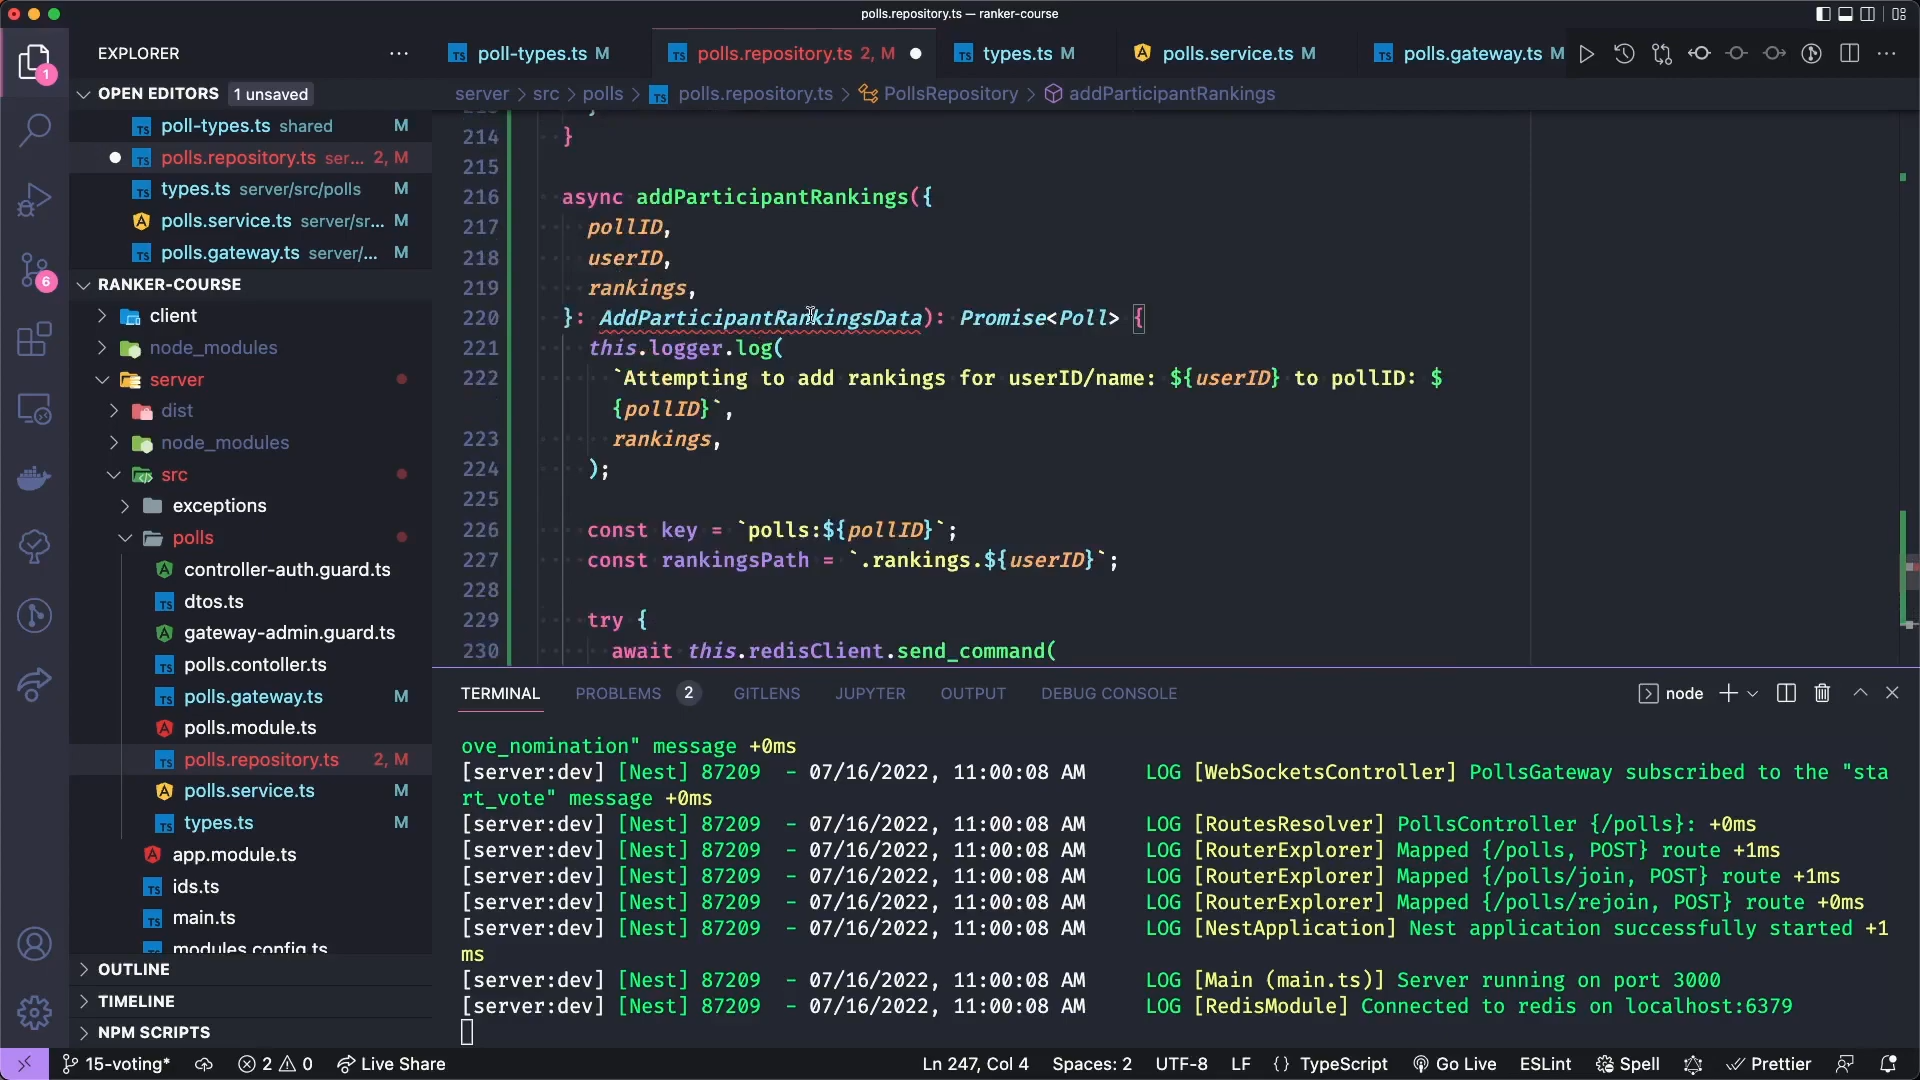 polls.repository.ts — ranker-course
EXPLORER
poll-types.ts M
polls.repository.ts 2, M
types.ts M
polls.service.ts M
polls.gateway.ts M
OPEN EDITORS 1 unsaved
server > src > polls > TS polls.repository.ts > PollsRepository > addParticipantRankings
TS poll-types.ts shared M
TS polls.repository.ts ser... 2, M
TS types.ts server/src/polls M
polls.service.ts server/sr... M
TS polls.gateway.ts server/... M
RANKER-COURSE
client
node_modules
server
dist
node_modules
src
exceptions
polls
controller-auth.guard.ts
TS dtos.ts
gateway-admin.guard.ts
TS polls.contoller.ts
TS polls.gateway.ts M
polls.module.ts
TS polls.repository.ts 2, M
polls.service.ts M
TS types.ts M
app.module.ts
TS ids.ts
TS main.ts
modules.config.ts
OUTLINE
TIMELINE
NPM SCRIPTS
1
6
214 }
215
216 async addParticipantRankings({
217 pollID,
218 userID,
219 rankings,
220 }: AddParticipantRankingsData): Promise<Poll> {
221 this.logger.log(
222 `Attempting to add rankings for userID/name: ${userID} to pollID: $
{pollID}`,
223 rankings,
224 );
225
226 const key = `polls:${pollID}`;
227 const rankingsPath = `.rankings.${userID}`;
228
229 try {
230 await this.redisClient.send_command(
TERMINAL PROBLEMS 2 GITLENS JUPYTER OUTPUT DEBUG CONSOLE node
ove_nomination" message +0ms
[server:dev] [Nest] 87209 - 07/16/2022, 11:00:08 AM LOG [WebSocketsController] PollsGateway subscribed to the "sta
rt_vote" message +0ms
[server:dev] [Nest] 87209 - 07/16/2022, 11:00:08 AM LOG [RoutesResolver] PollsController {/polls}: +0ms
[server:dev] [Nest] 87209 - 07/16/2022, 11:00:08 AM LOG [RouterExplorer] Mapped {/polls, POST} route +1ms
[server:dev] [Nest] 87209 - 07/16/2022, 11:00:08 AM LOG [RouterExplorer] Mapped {/polls/join, POST} route +1ms
[server:dev] [Nest] 87209 - 07/16/2022, 11:00:08 AM LOG [RouterExplorer] Mapped {/polls/rejoin, POST} route +0ms
[server:dev] [Nest] 87209 - 07/16/2022, 11:00:08 AM LOG [NestApplication] Nest application successfully started +1
ms
[server:dev] [Nest] 87209 - 07/16/2022, 11:00:08 AM LOG [Main (main.ts)] Server running on port 3000
[server:dev] [Nest] 87209 - 07/16/2022, 11:00:08 AM LOG [RedisModule] Connected to redis on localhost:6379
15-voting* 2 0 Live Share Ln 247, Col 4 Spaces: 2 UTF-8 LF {} TypeScript Go Live ESLint Spell Prettier